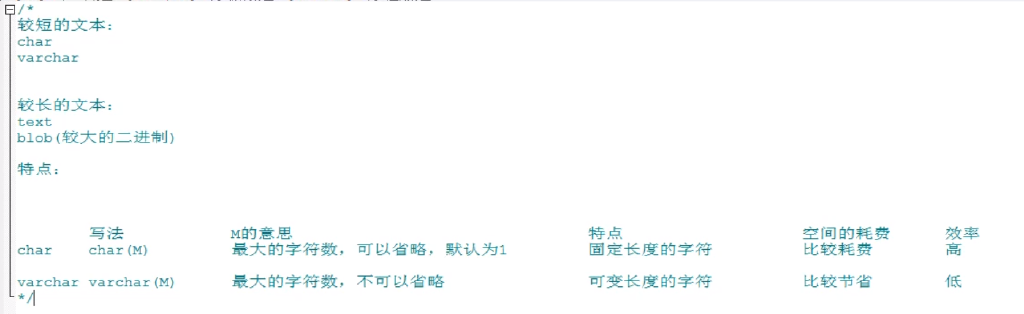 /*
较短的文本：
char
varchar
较长的文本：
text
blob(较大的二进制)
特点：
写法 M的意思 特点 空间的耗费 效率
char char(M) 最大的字符数，可以省略，默认为1 固定长度的字符 比较耗费 高
varchar varchar(M) 最大的字符数，不可以省略 可变长度的字符 比较节省 低
*/